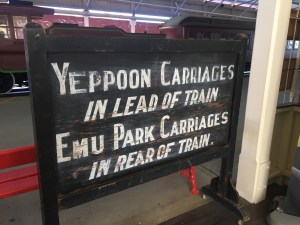 YEPPOON CARRIAGES
IN LEAD OF TRAIN
EMU PARK CARRIAGES
IN REAR OF TRAIN.